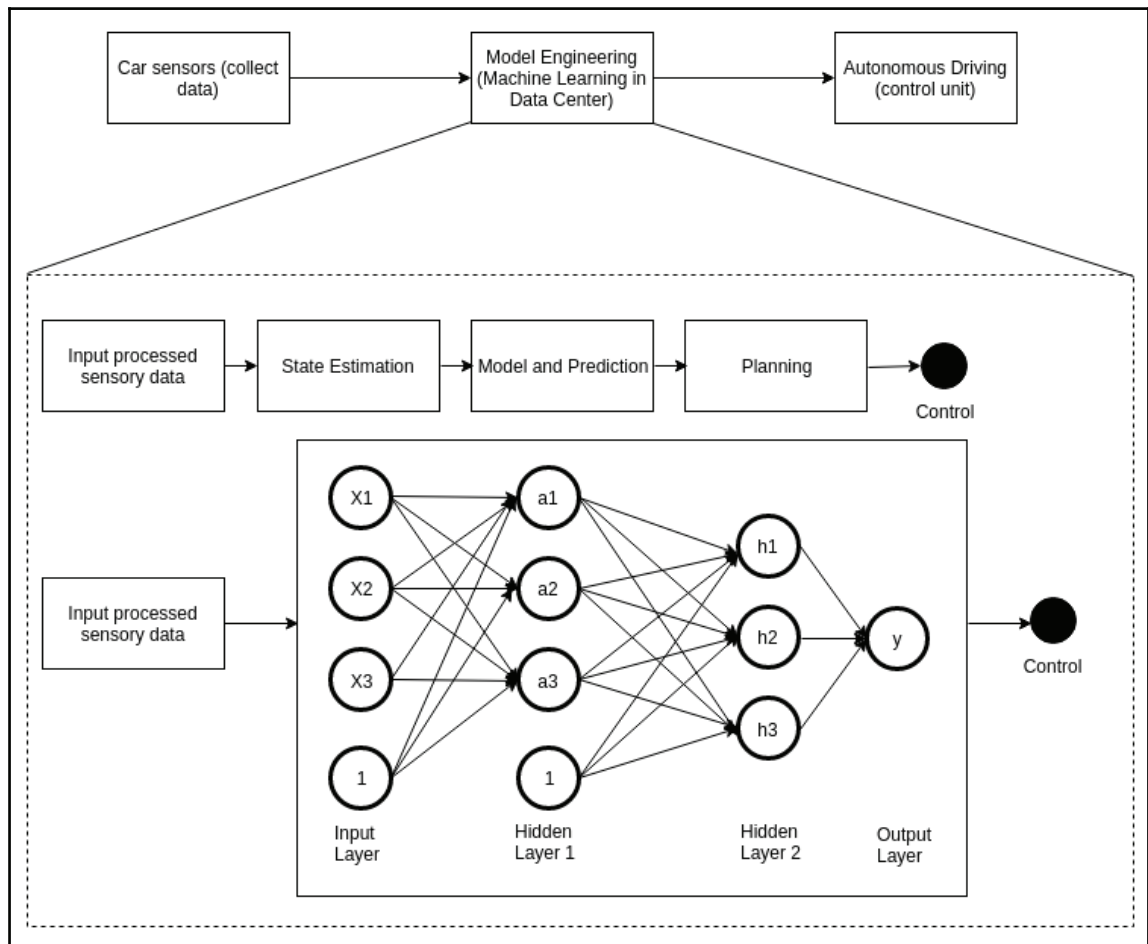 Car sensors (collect
data)
Model Engineering
(Machine Learning in
Data Center)
Autonomous Driving
(control unit)
Input processed
sensory data
State Estimation
Model and Prediction
Planning
Control
X1
a1
h1
X2
a2
h2
y
X3
a3
h3
1
1
Input processed
sensory data
Control
Input
Layer
Hidden
Layer 1
Hidden
Layer 2
Output
Layer